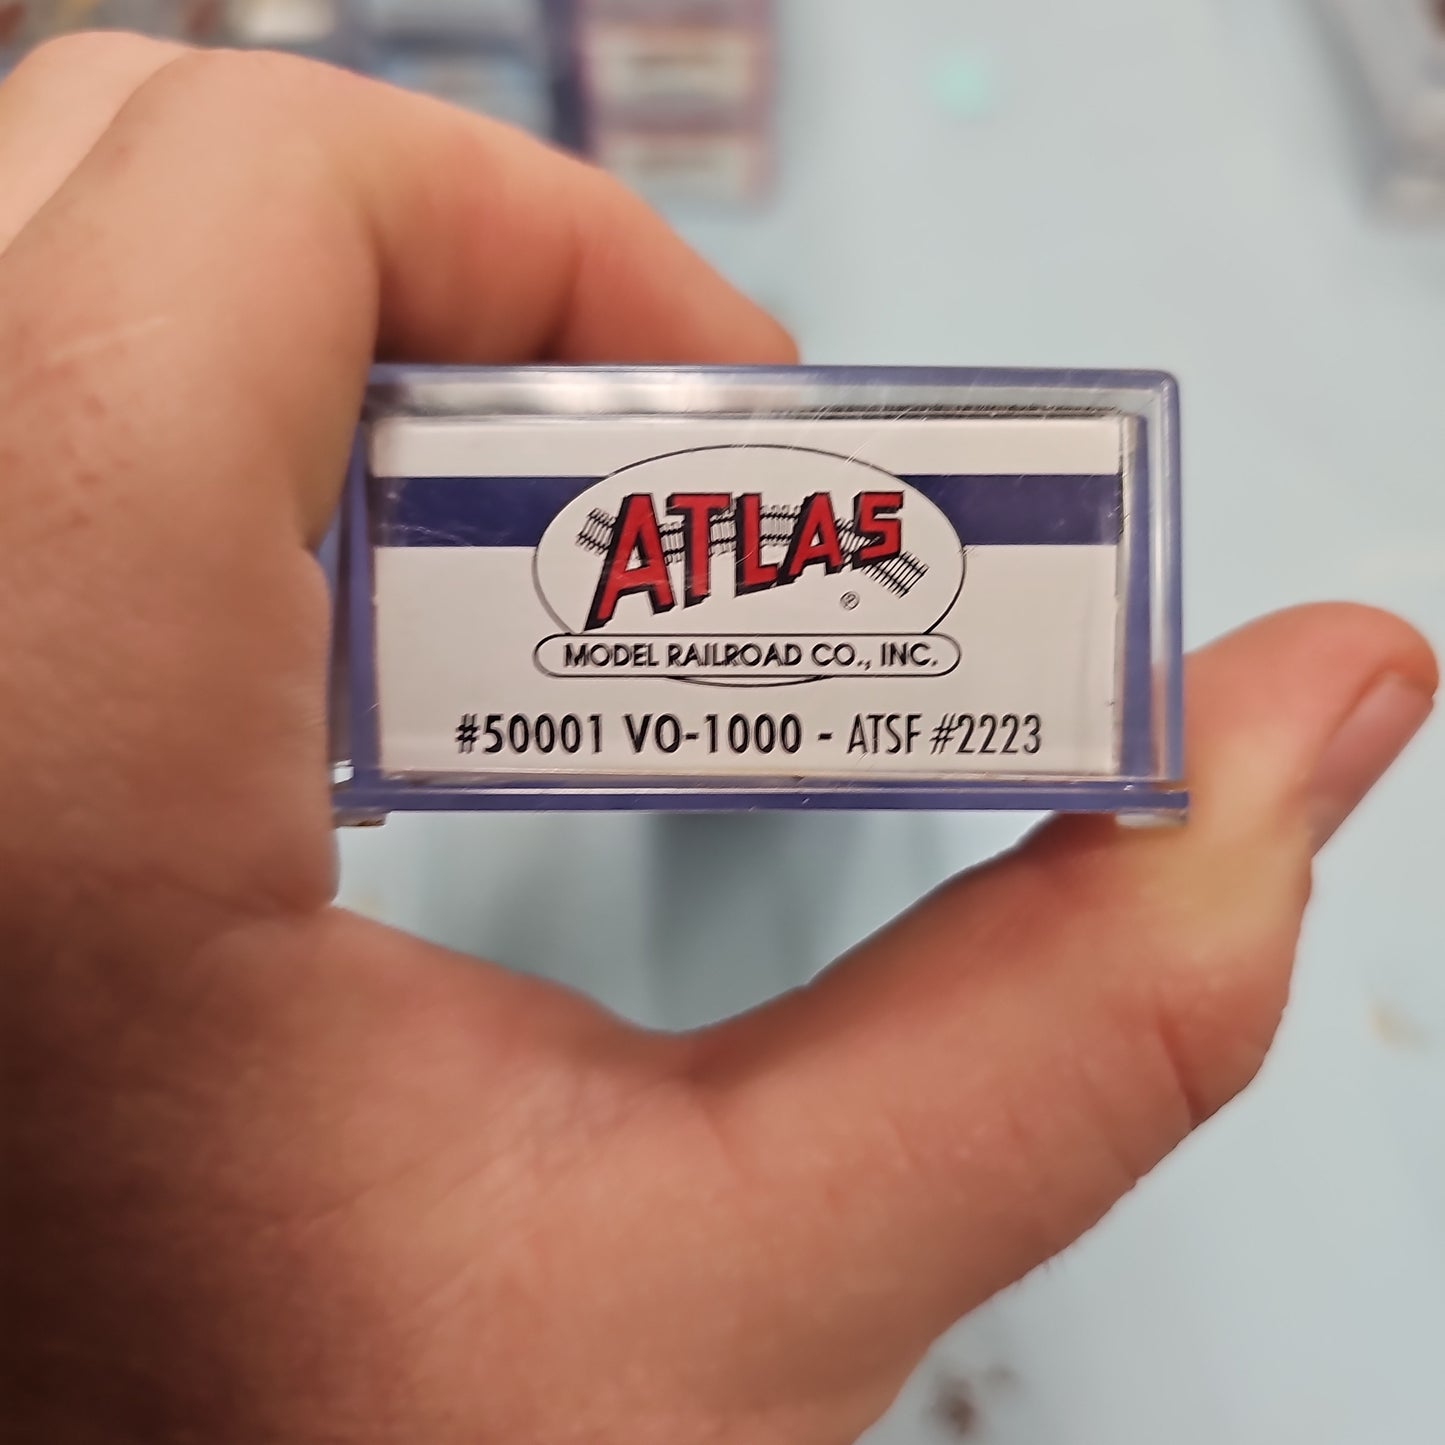 ATLAS
®
MODEL RAILROAD CO., INC.
#50001 VO-1000 - ATSF #2223